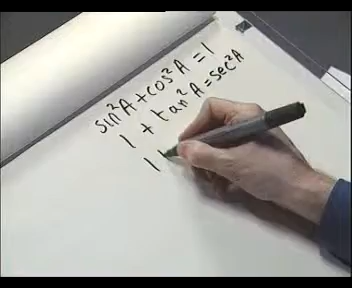 sin²A + cos²A = 1
1 + tan²A = sec²A
1